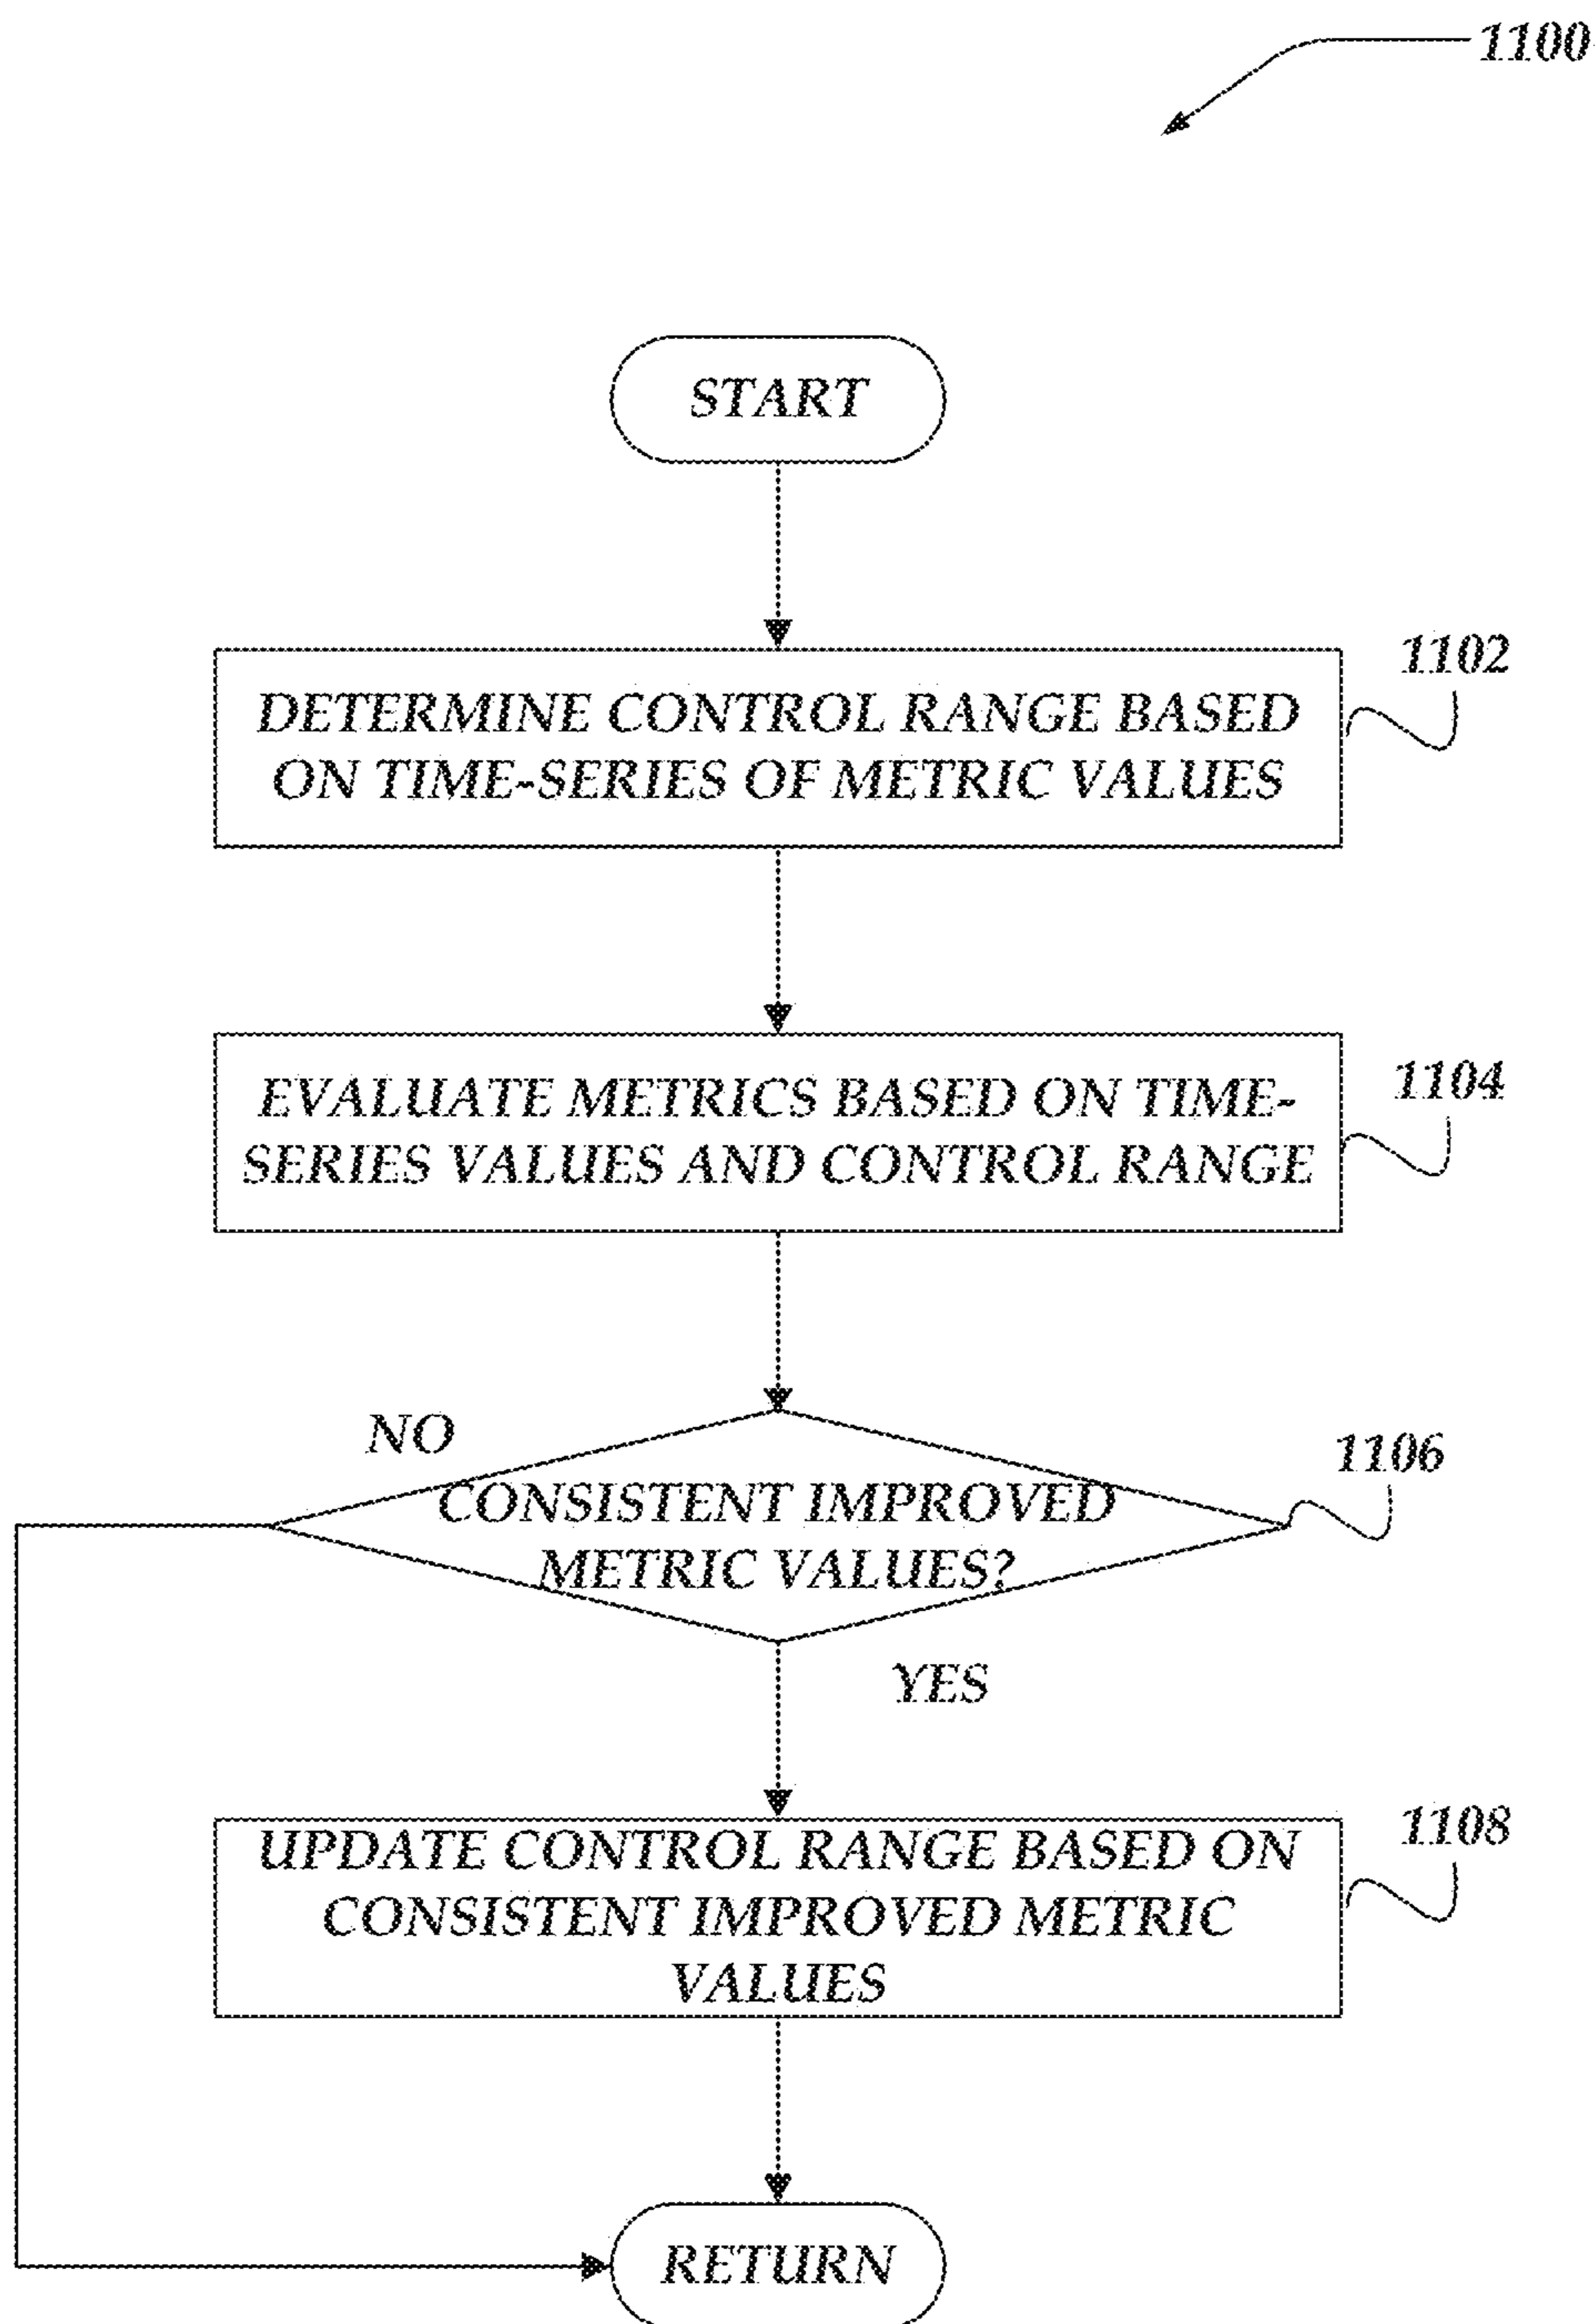 1100
START
1102
DETERMINE CONTROL RANGE BASED
ON TIME-SERIES OF METRIC VALUES
1104
EVALUATE METRICS BASED ON TIME-
SERIES VALUES AND CONTROL RANGE
NO
1106
CONSISTENT IMPROVED
METRIC VALUES?
YES
1108
UPDATE CONTROL RANGE BASED ON
CONSISTENT IMPROVED METRIC
VALUES
RETURN